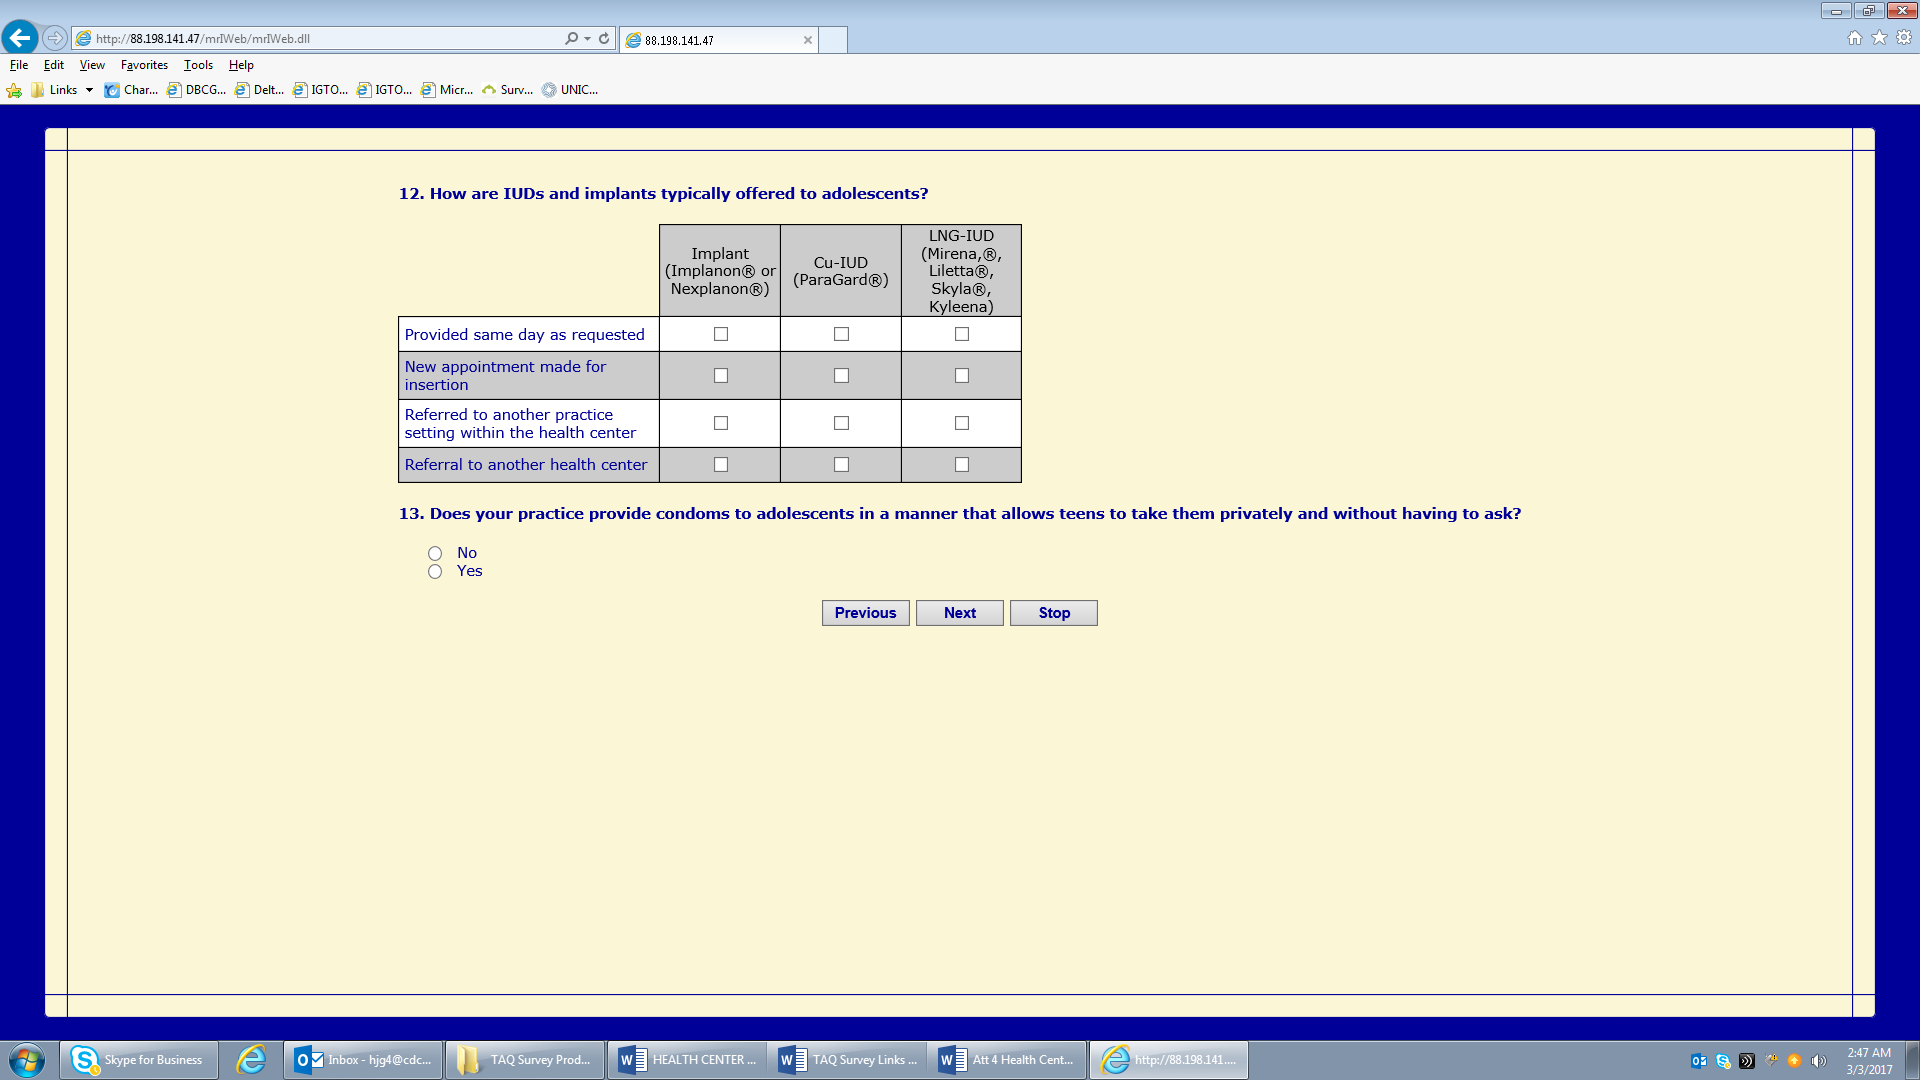 http://88.198.141.47/mrIWeb/mrIWeb.dll
88.198.141.47
File Edit View Favorites Tools Help
Links Char... DBCG... Delt... IGTO... IGTO... Micr... Surv... UNIC...
12. How are IUDs and implants typically offered to adolescents?
Implant
(Implanon® or
Nexplanon®)
Cu-IUD
(ParaGard®)
LNG-IUD
(Mirena,®,
Liletta®,
Skyla®,
Kyleena)
Provided same day as requested
New appointment made for
insertion
Referred to another practice
setting within the health center
Referral to another health center
13. Does your practice provide condoms to adolescents in a manner that allows teens to take them privately and without having to ask?
No
Yes
Previous Next Stop
Skype for Business
Inbox - hjg4@cdc...
TAQ Survey Prod...
HEALTH CENTER ...
TAQ Survey Links ...
Att 4 Health Cent...
http://88.198.141....
2:47 AM
3/3/2017